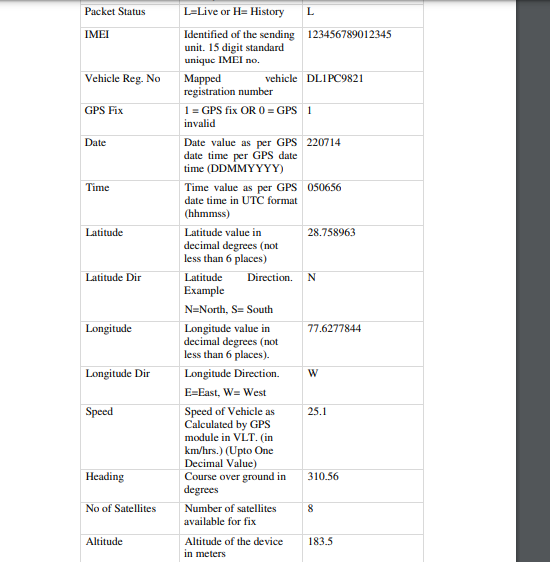 Packet Status L=Live or H= History L
IMEI Identified of the sending 123456789012345
unit. 15 digit standard
unique IMEI no.
Vehicle Reg. No Mapped vehicle DL1PC9821
registration number
GPS Fix 1 = GPS fix OR 0 = GPS 1
invalid
Date Date value as per GPS 220714
date time per GPS date
time (DDMMYYYY)
Time Time value as per GPS 050656
date time in UTC format
(hhmmss)
Latitude Latitude value in 28.758963
decimal degrees (not
less than 6 places)
Latitude Dir Latitude Direction. N
Example
N=North, S= South
Longitude Longitude value in 77.6277844
decimal degrees (not
less than 6 places).
Longitude Dir Longitude Direction. W
E=East, W= West
Speed Speed of Vehicle as 25.1
Calculated by GPS
module in VLT. (in
km/hrs.) (Upto One
Decimal Value)
Heading Course over ground in 310.56
degrees
No of Satellites Number of satellites 8
available for fix
Altitude Altitude of the device 183.5
in meters